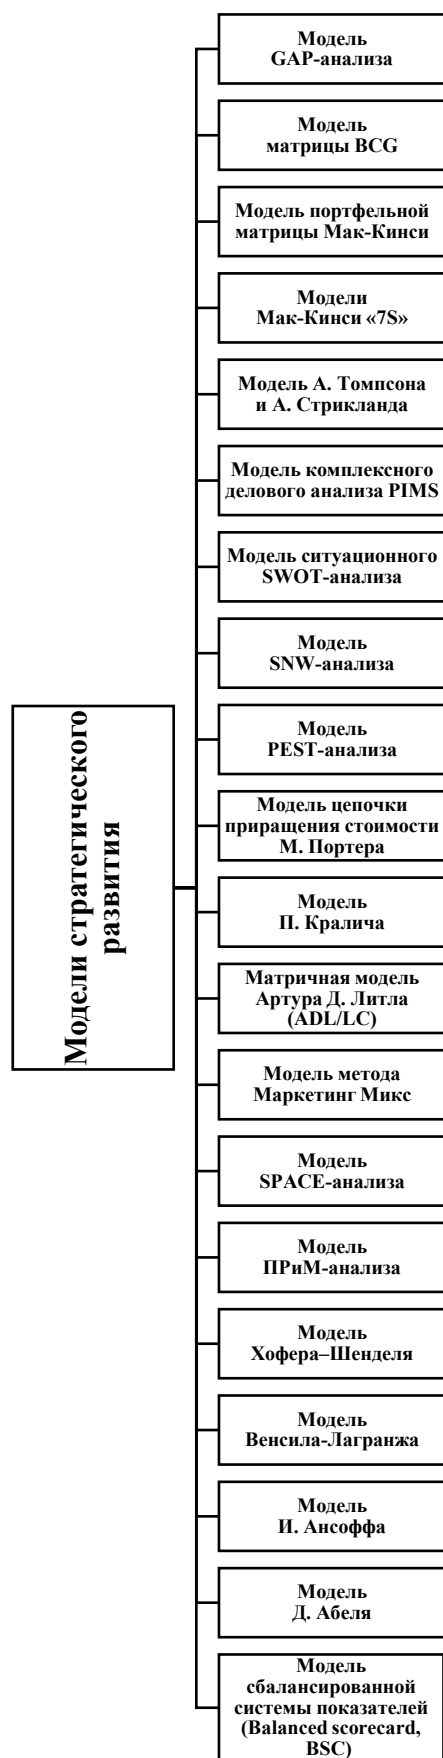 Модели стратегического
развития
Модель
GAP-анализа
Модель
матрицы BCG
Модель портфельной
матрицы Мак-Кинси
Модели
Мак-Кинси «7S»
Модель А. Томпсона
и А. Стрикланда
Модель комплексного
делового анализа PIMS
Модель ситуационного
SWOT-анализа
Модель
SNW-анализа
Модель
PEST-анализа
Модель цепочки
приращения стоимости
М. Портера
Модель
П. Кралича
Матричная модель
Артура Д. Литла
(ADL/LC)
Модель метода
Маркетинг Микс
Модель
SPACE-анализа
Модель
ПРиМ-анализа
Модель
Хофера–Шенделя
Модель
Венсила-Лагранжа
Модель
И. Ансоффа
Модель
Д. Абеля
Модель
сбалансированной
системы показателей
(Balanced scorecard,
BSC)